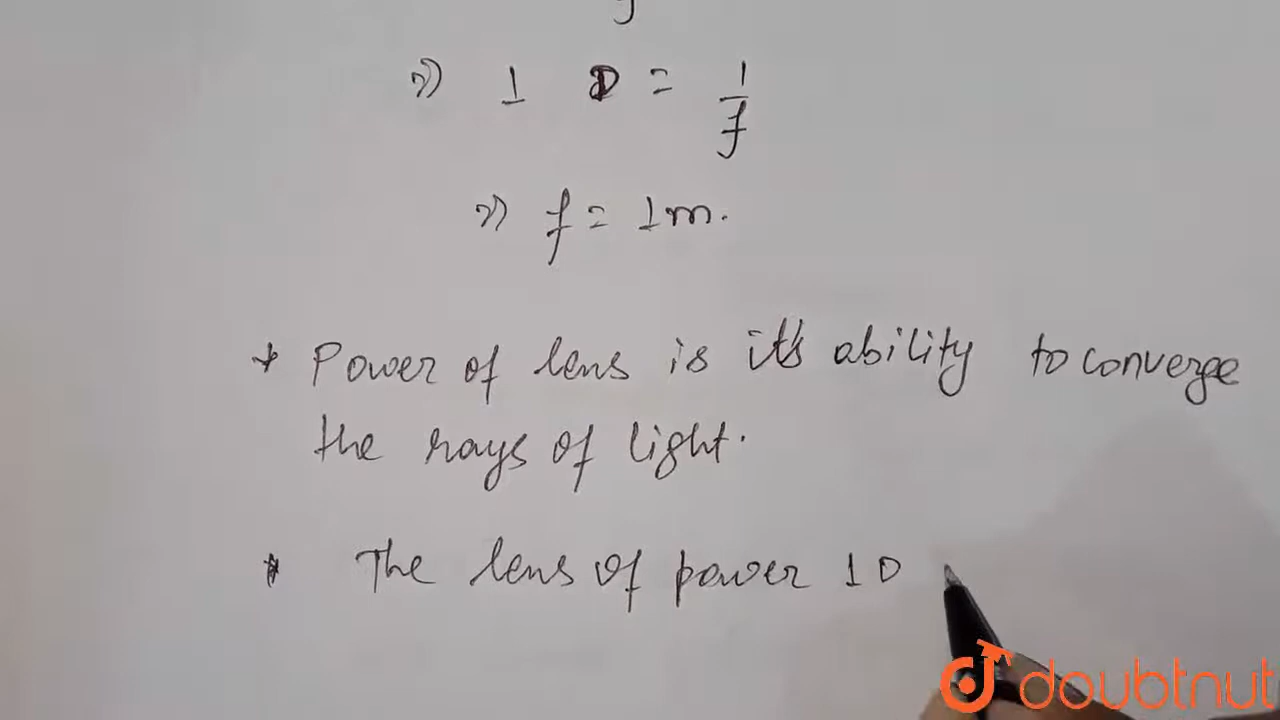 ⇒ 1 D = 1/f
⇒ f = 1m.
* Power of lens is it's ability to converge
the rays of light.
* The lens of power 1 D
doubtnut